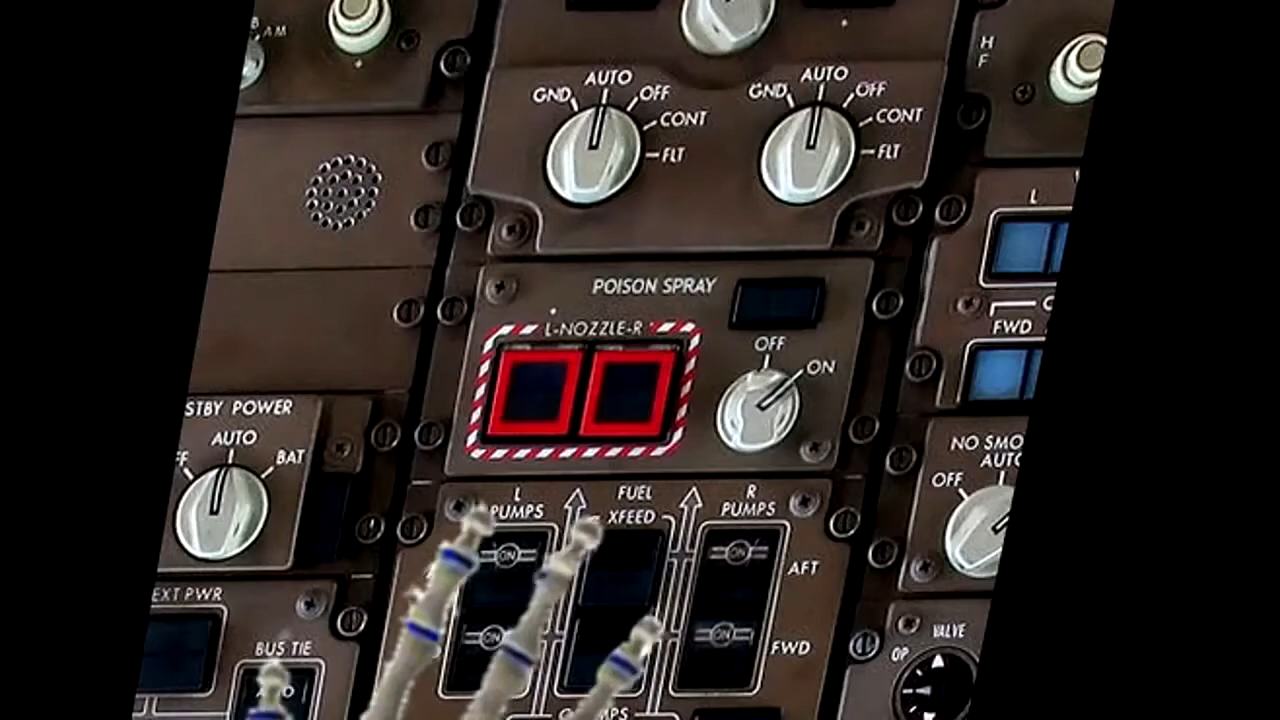 B
AM
H
F
AUTO
GND
OFF
CONT
FLT
AUTO
GND
OFF
CONT
FLT
L
POISON SPRAY
L-NOZZLE-R
OFF
ON
FWD
STBY POWER
AUTO
BAT
NO SMO
AUTO
OFF
L
PUMPS
FUEL
XFEED
R
PUMPS
ON
ON
AFT
ON
ON
FWD
EXT PWR
BUS TIE
VALVE
OP